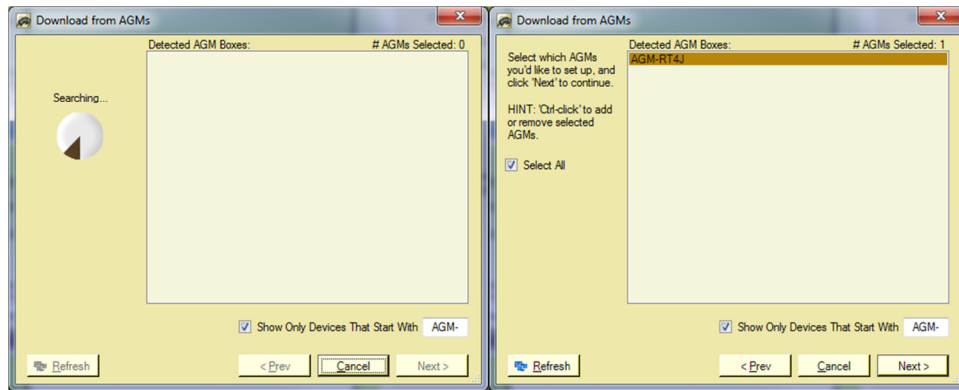 Download from AGMs
Detected AGM Boxes: # AGMs Selected: 0
Searching...
Show Only Devices That Start With AGM-
Refresh < Prev Cancel Next >
Download from AGMs
Detected AGM Boxes: # AGMs Selected: 1
Select which AGMs
you'd like to set up, and
click 'Next' to continue.
HINT: 'Ctrl-click' to add
or remove selected
AGMs.
Select All
AGM-RT4J
Show Only Devices That Start With AGM-
Refresh < Prev Cancel Next >